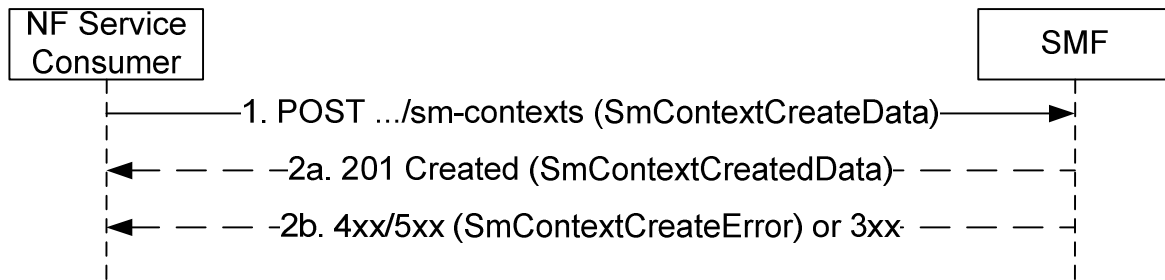 NF Service
Consumer
SMF
1. POST .../sm-contexts (SmContextCreateData)
2a. 201 Created (SmContextCreatedData)
2b. 4xx/5xx (SmContextCreateError) or 3xx